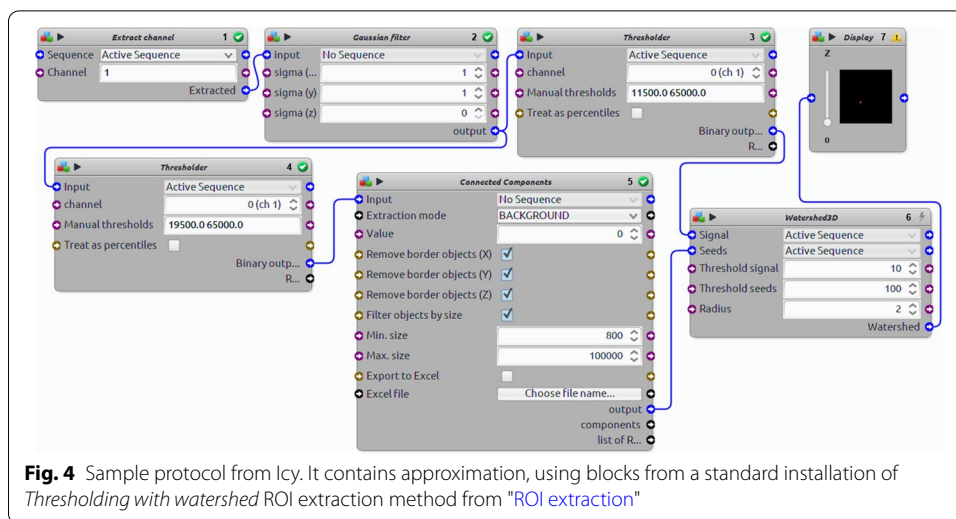 Extract channel 1
Sequence Active Sequence
Channel 1
Extracted
Gaussian filter 2
input No Sequence
sigma (... 1
sigma (y) 1
sigma (z) 0
output
Thresholder 3
Input Active Sequence
channel 0 (ch 1)
Manual thresholds 11500.0 65000.0
Treat as percentiles
Binary outp...
R...
Display 7
Z
0
Thresholder 4
Input Active Sequence
channel 0 (ch 1)
Manual thresholds 19500.0 65000.0
Treat as percentiles
Binary outp...
R...
Connected Components 5
Input No Sequence
Extraction mode BACKGROUND
Value 0
Remove border objects (X)
Remove border objects (Y)
Remove border objects (Z)
Filter objects by size
Min. size 800
Max. size 100000
Export to Excel
Excel file Choose file name...
output
components
list of R...
Watershed3D 6
Signal Active Sequence
Seeds Active Sequence
Threshold signal 10
Threshold seeds 100
Radius 2
Watershed
Fig. 4 Sample protocol from Icy. It contains approximation, using blocks from a standard installation of
Thresholding with watershed ROI extraction method from "ROI extraction"